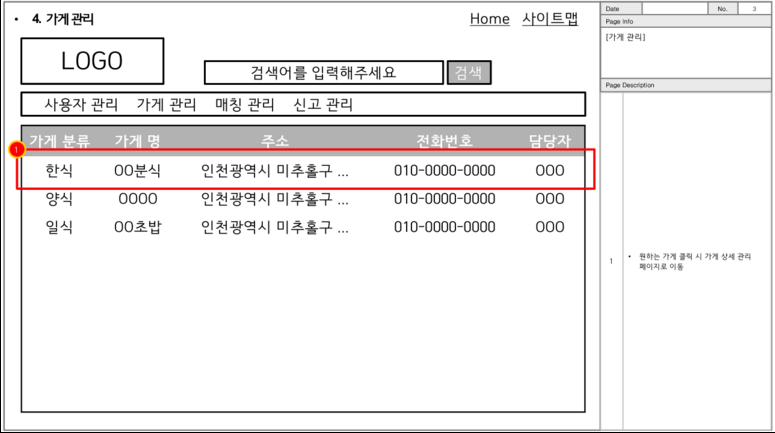 • 4. 가게 관리
Home 사이트맵
LOGO
검색어를 입력해주세요 검색
사용자 관리 가게 관리 매칭 관리 신고 관리
가게 분류 가게 명 주소 전화번호 담당자
1
한식 OO분식 인천광역시 미추홀구 ... 010-0000-0000 OOO
양식 OOOO 인천광역시 미추홀구 ... 010-0000-0000 OOO
일식 OO초밥 인천광역시 미추홀구 ... 010-0000-0000 OOO
Date No. 3
Page Info
[가게 관리]
Page Description
1 • 원하는 가게 클릭 시 가게 상세 관리
페이지로 이동